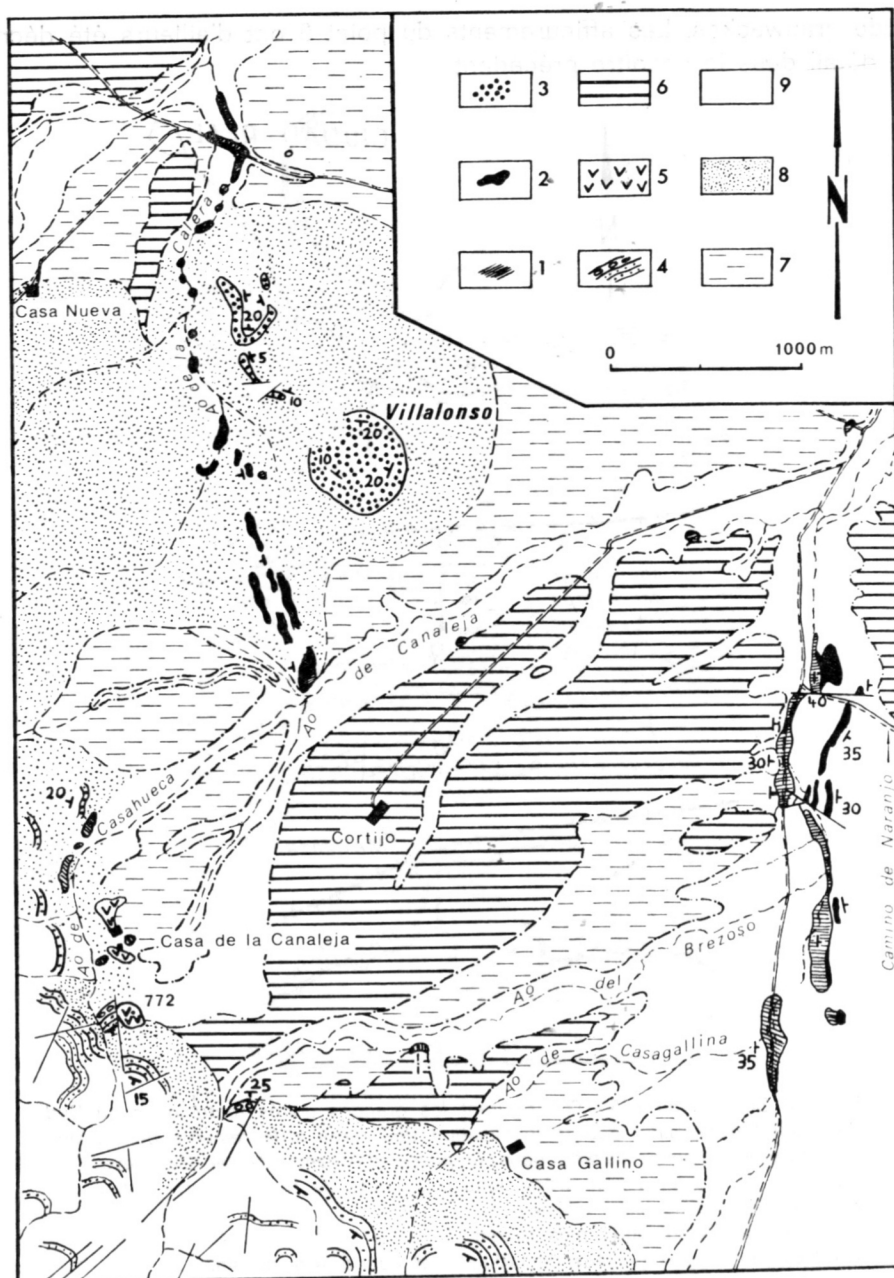 3
6
9
2
5
8
1
4
7
N
0 1000 m
Calera
Aº de la
Casa Nueva
20
5
10
Villalonso
20
10
20
Aº de Canaleja
40
35
30
30
20
Casahueca
Aº de
Cortijo
Casa de la Canaleja
Camino de Naranjo
Aº del Brezoso
772
15
25
Aº de Casagallina
35
Casa Gallino